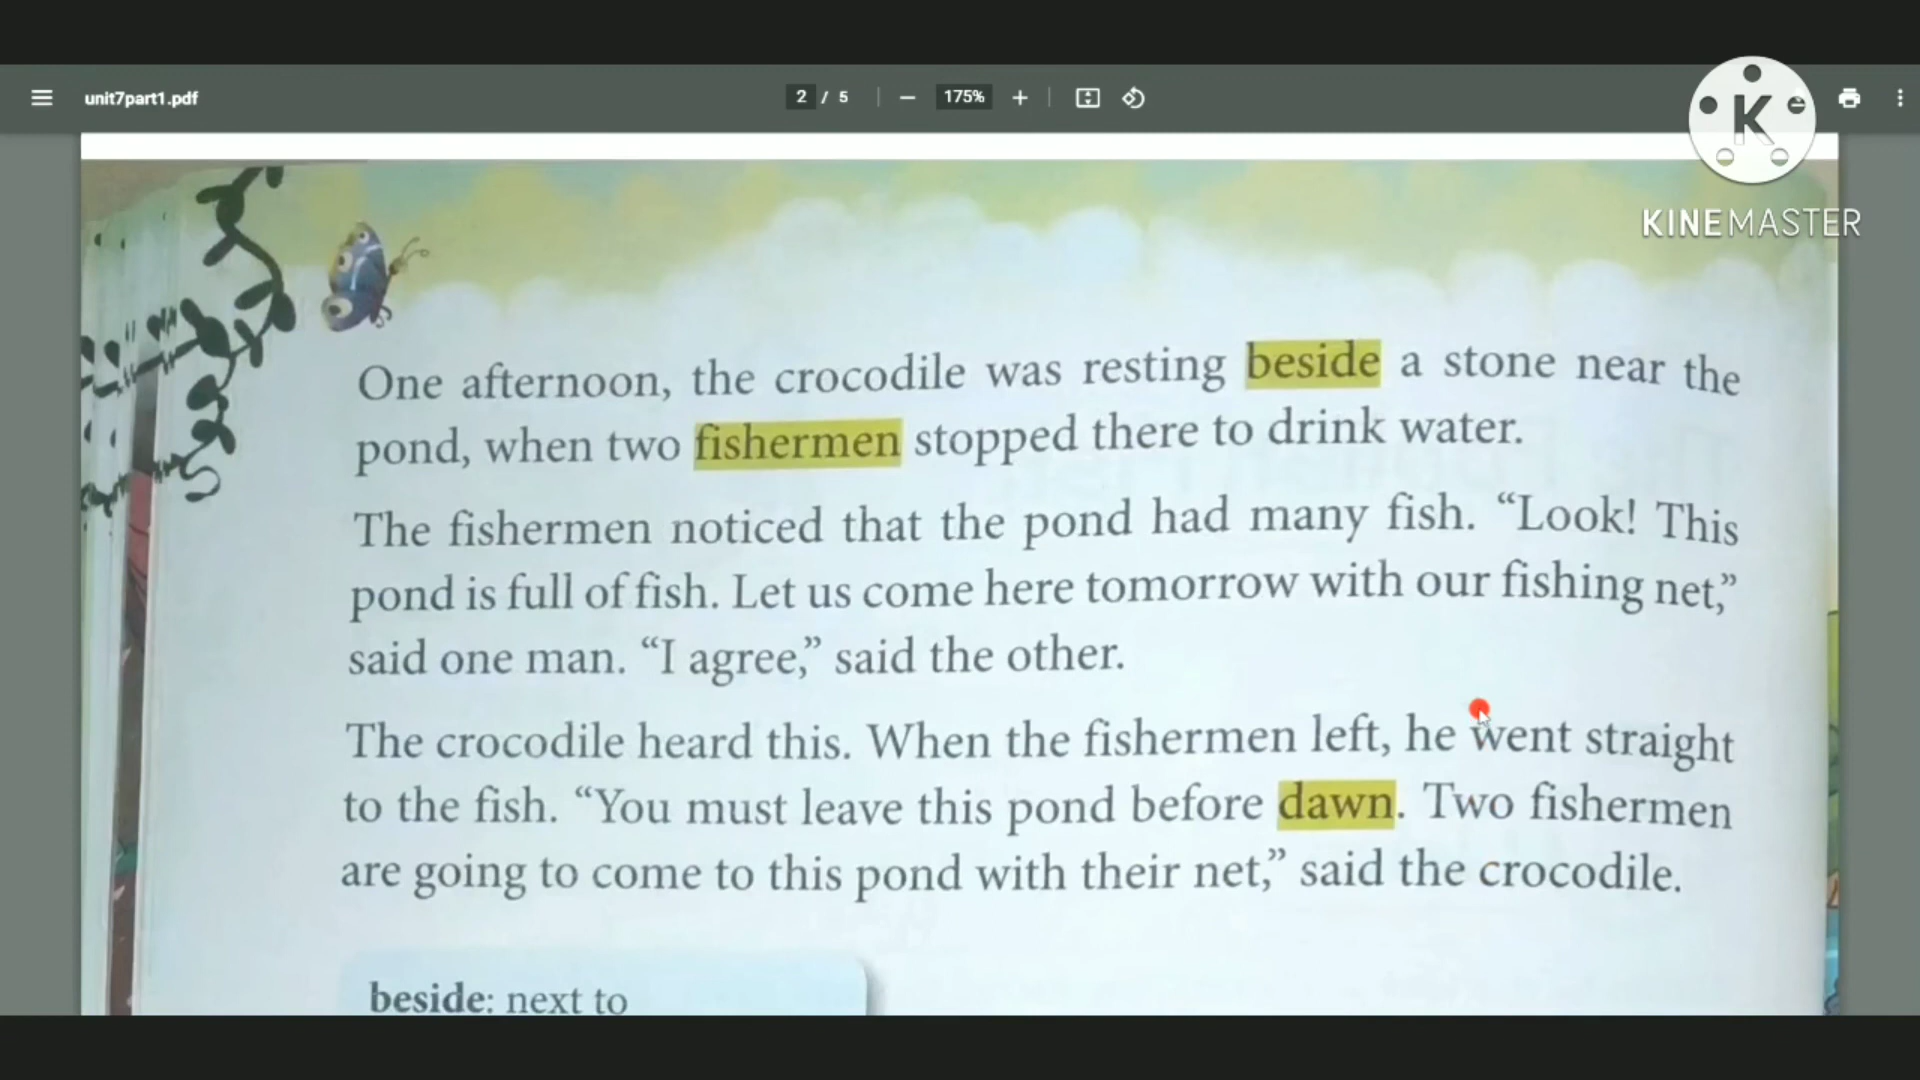 unit7part1.pdf
2 / 5
175%
K
KINEMASTER
One afternoon, the crocodile was resting beside a stone near the
pond, when two fishermen stopped there to drink water.
The fishermen noticed that the pond had many fish. “Look! This
pond is full of fish. Let us come here tomorrow with our fishing net,”
said one man. “I agree,” said the other.
The crocodile heard this. When the fishermen left, he went straight
to the fish. “You must leave this pond before dawn. Two fishermen
are going to come to this pond with their net,” said the crocodile.
beside: next to